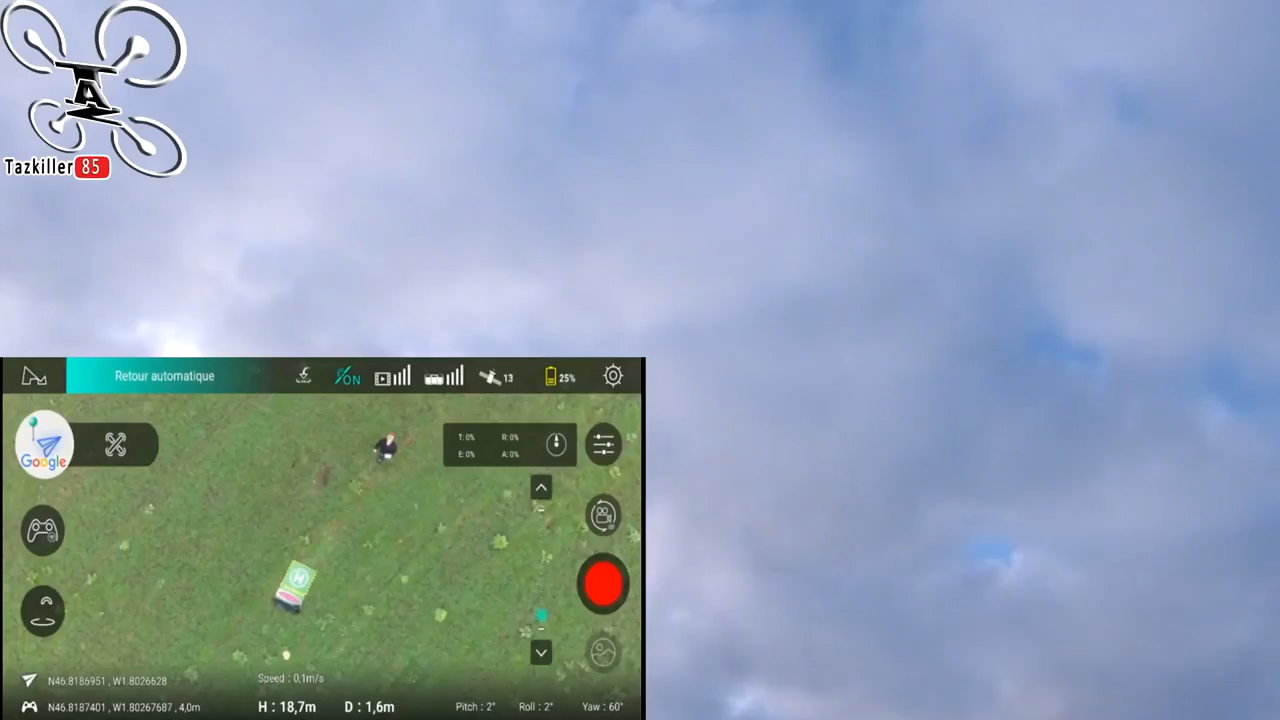 A
Tazkiller 85
Retour automatique
ON
13
25%
Google
T: 0%
R: 0%
E: 0%
A: 0%
H
N46.8186951 , W1.8026628
Speed : 0,1m/s
N46.8187401 , W1.80267687 , 4,0m
H : 18,7m
D : 1,6m
Pitch : 2°
Roll : 2°
Yaw : 60°